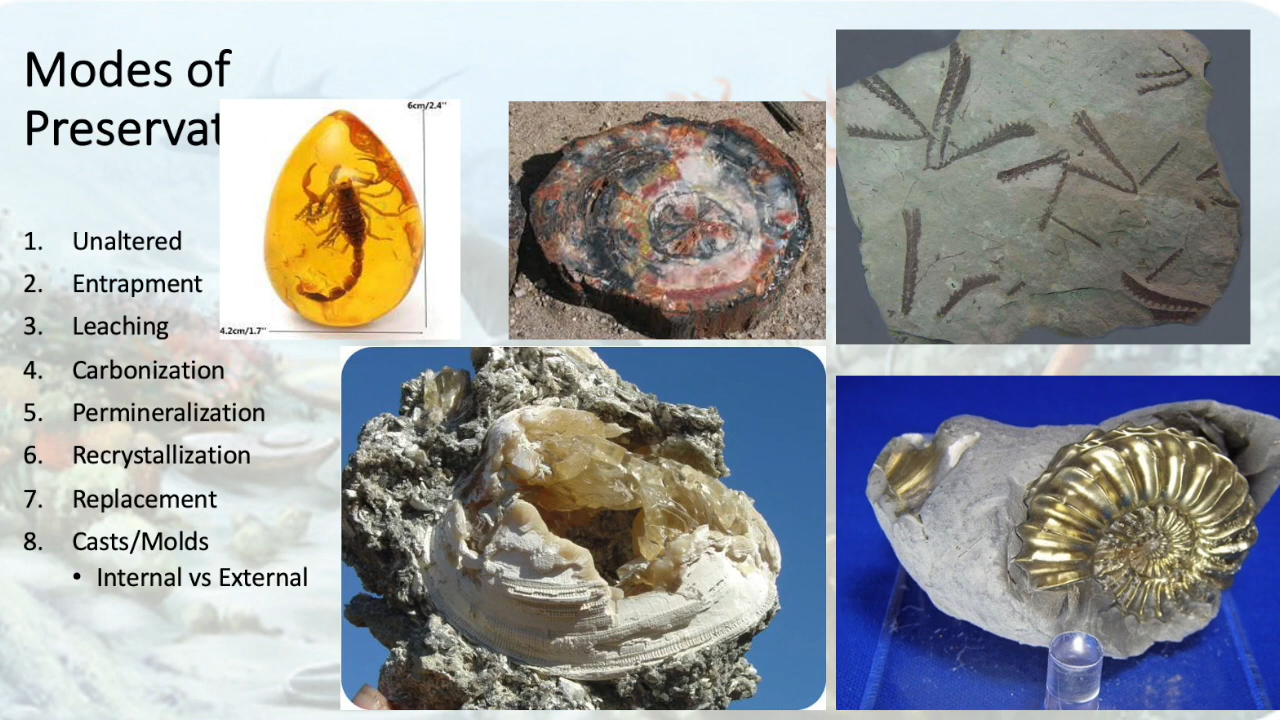 Modes of
Preservat
6cm/2.4"
4.2cm/1.7"
1. Unaltered
2. Entrapment
3. Leaching
4. Carbonization
5. Permineralization
6. Recrystallization
7. Replacement
8. Casts/Molds
• Internal vs External